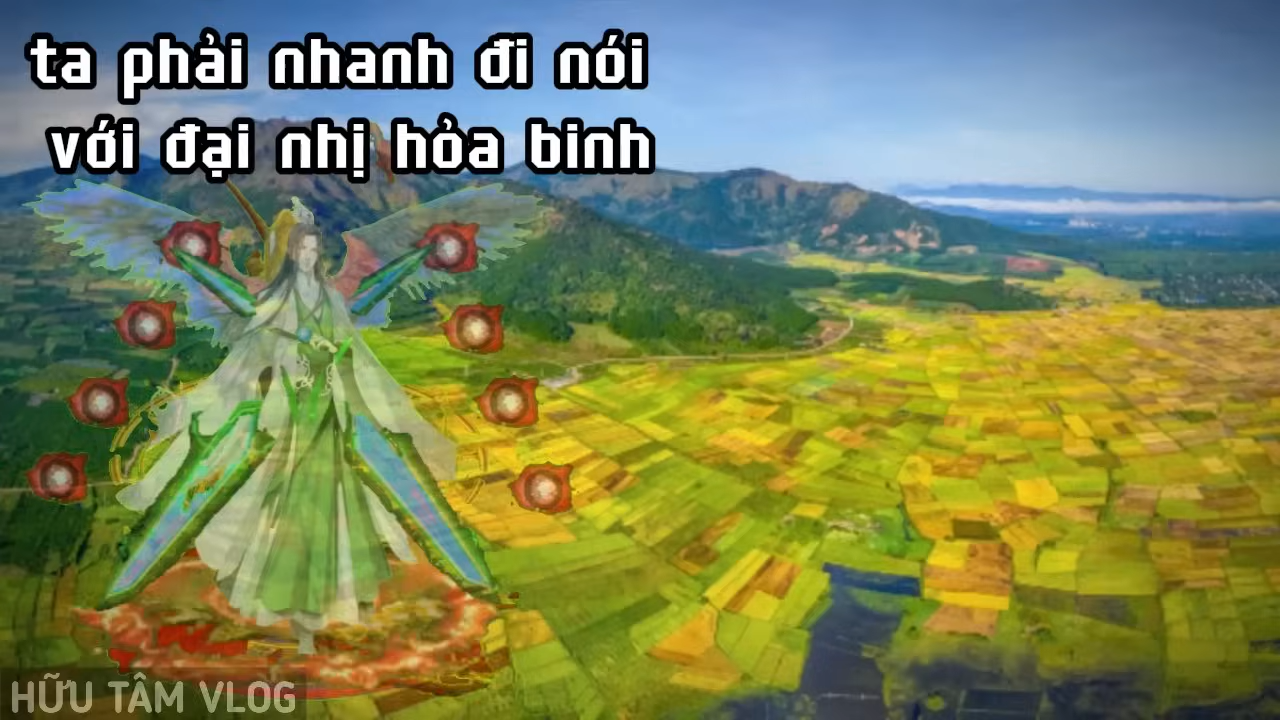 ta phải nhanh đi nói
với đại nhị hỏa binh
HỮU TÂM VLOG